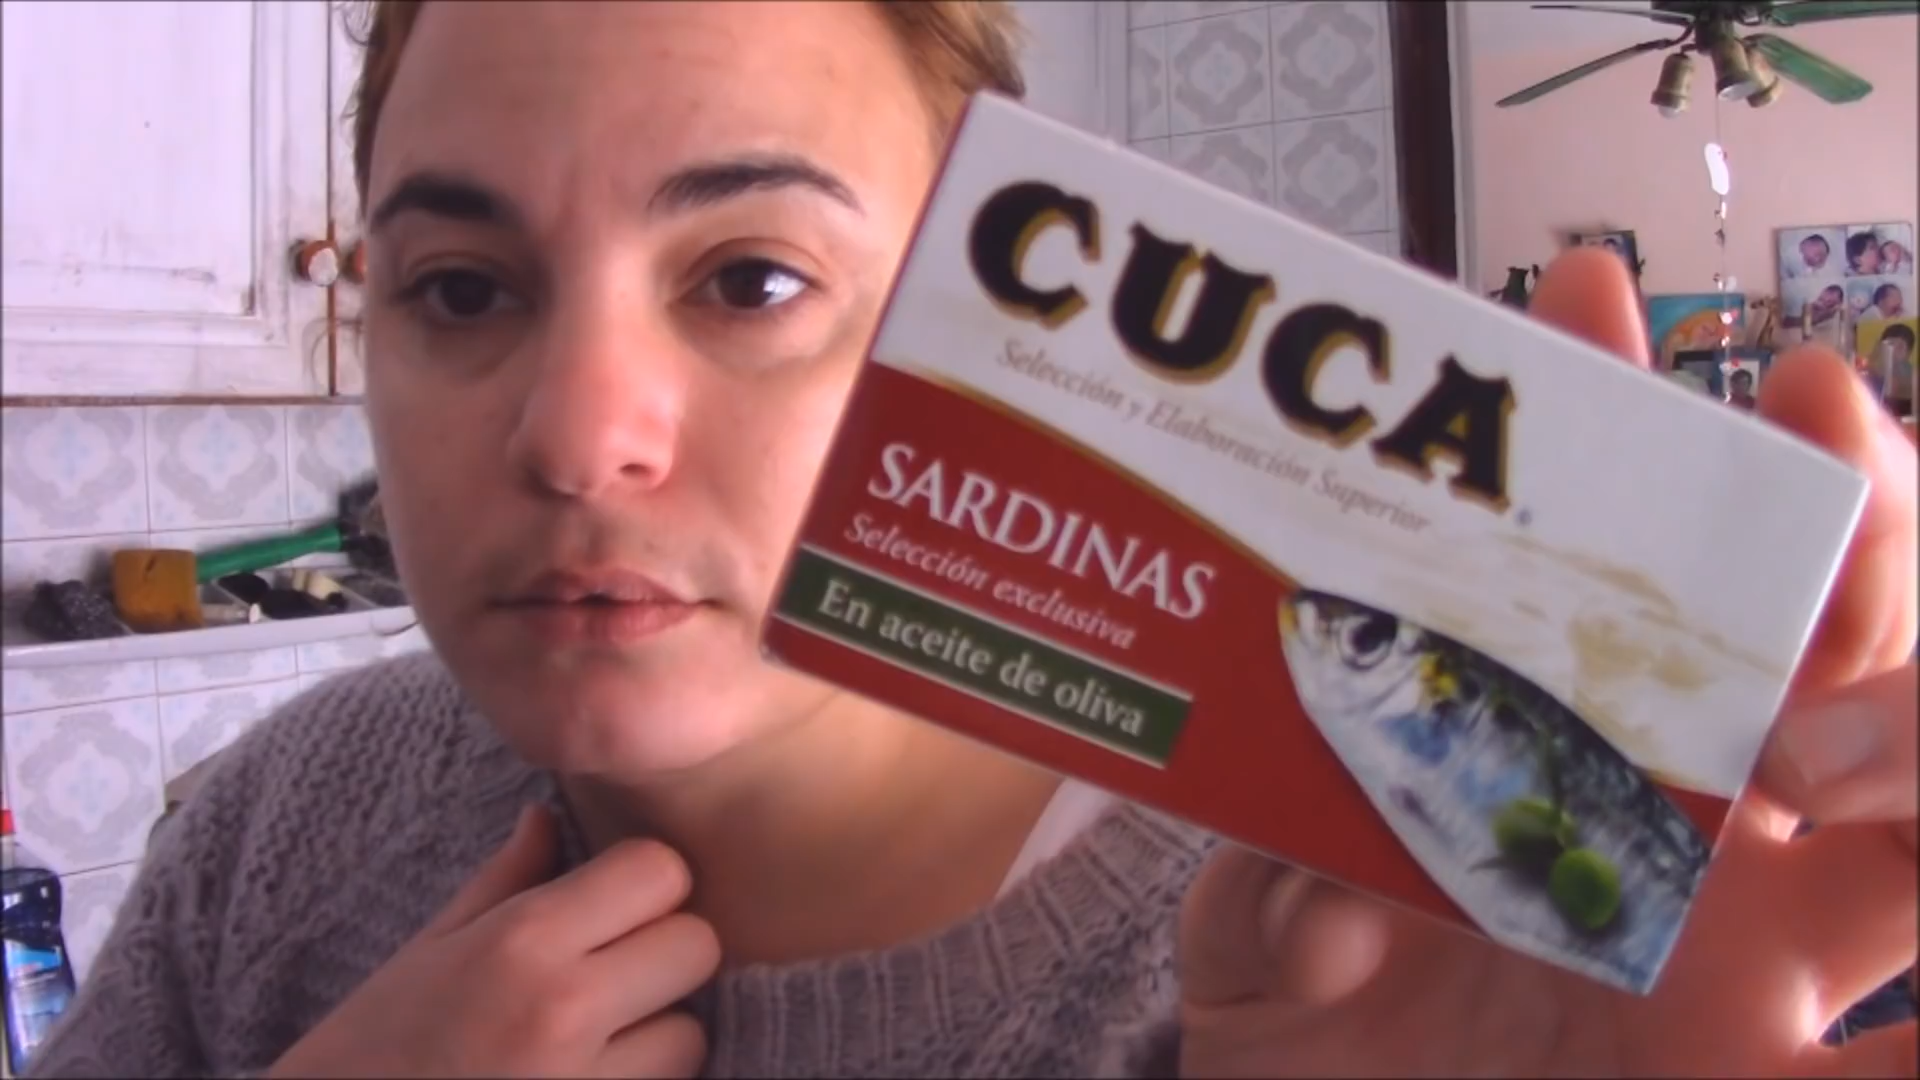 CUCA
Selección y Elaboración Superior
SARDINAS
Selección exclusiva
En aceite de oliva